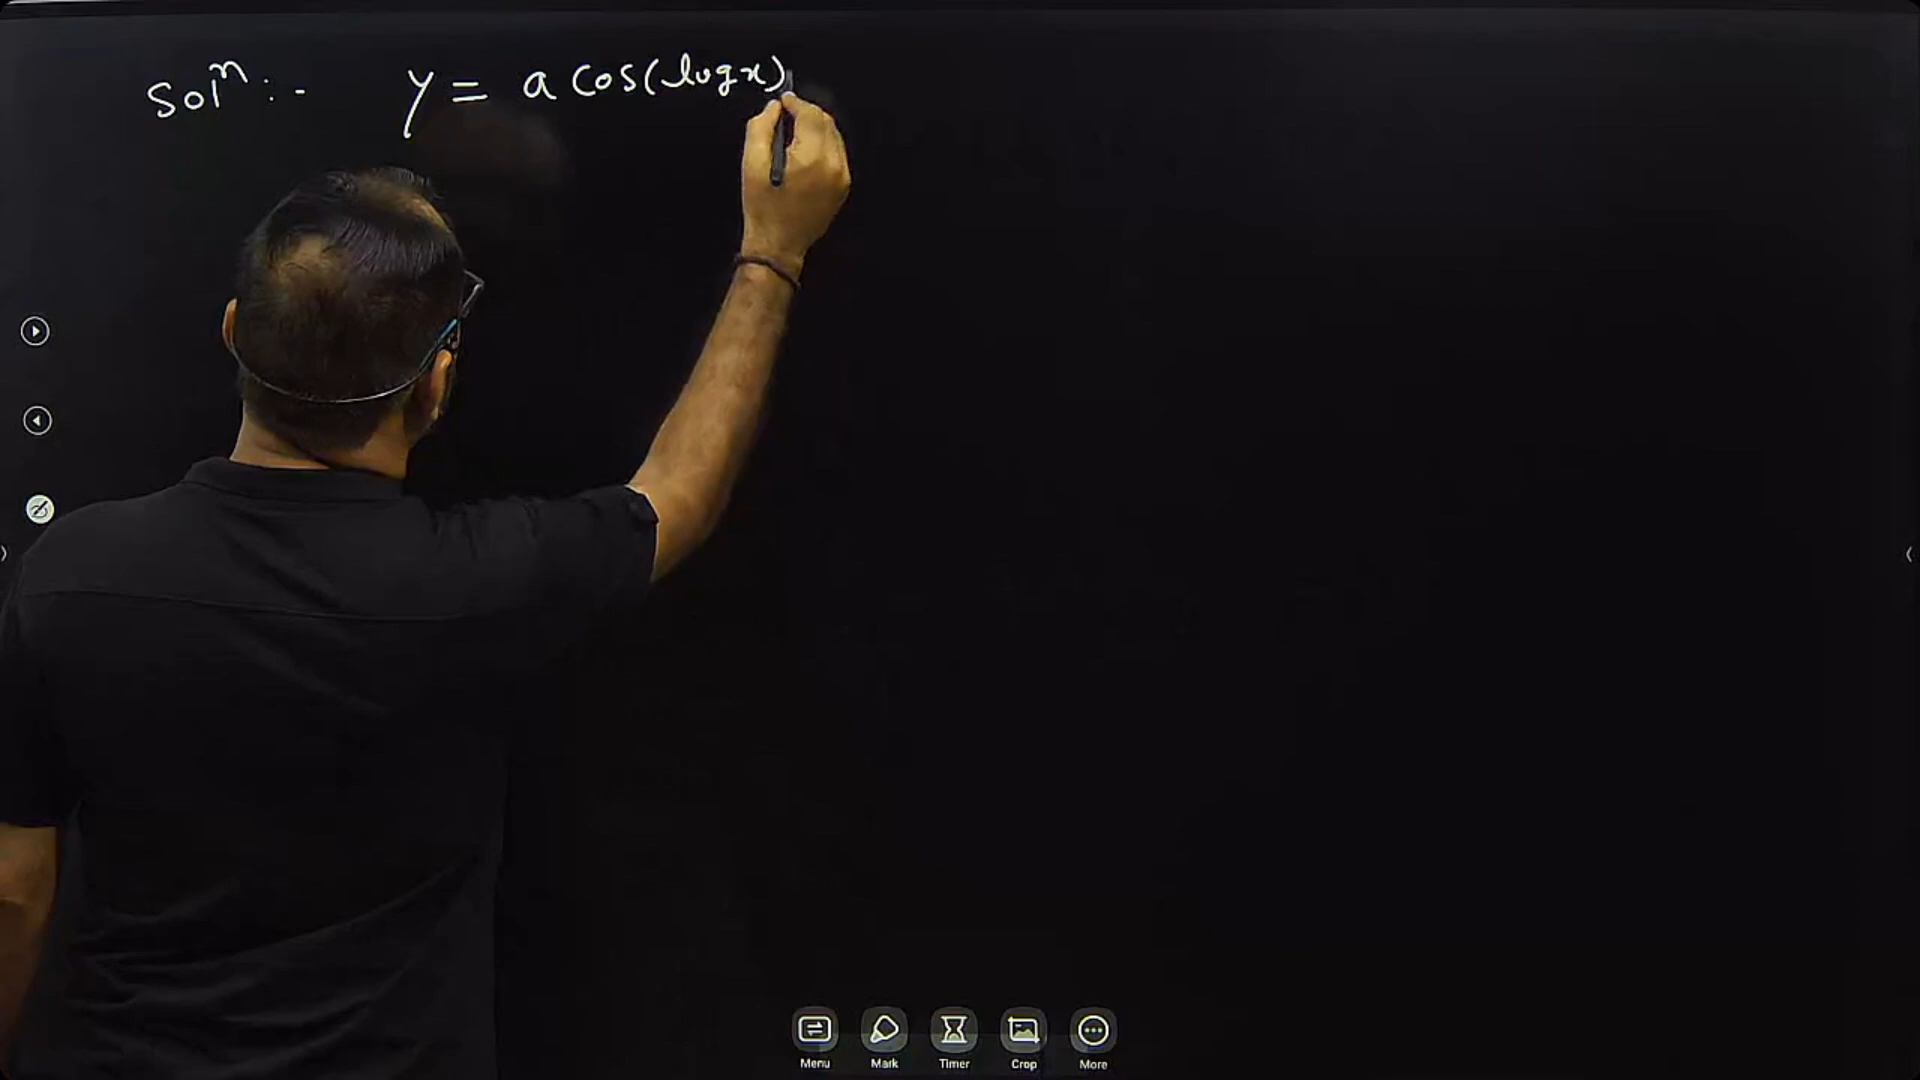 Solⁿ :- y = a cos(log x)
Menu Mark Timer Crop More